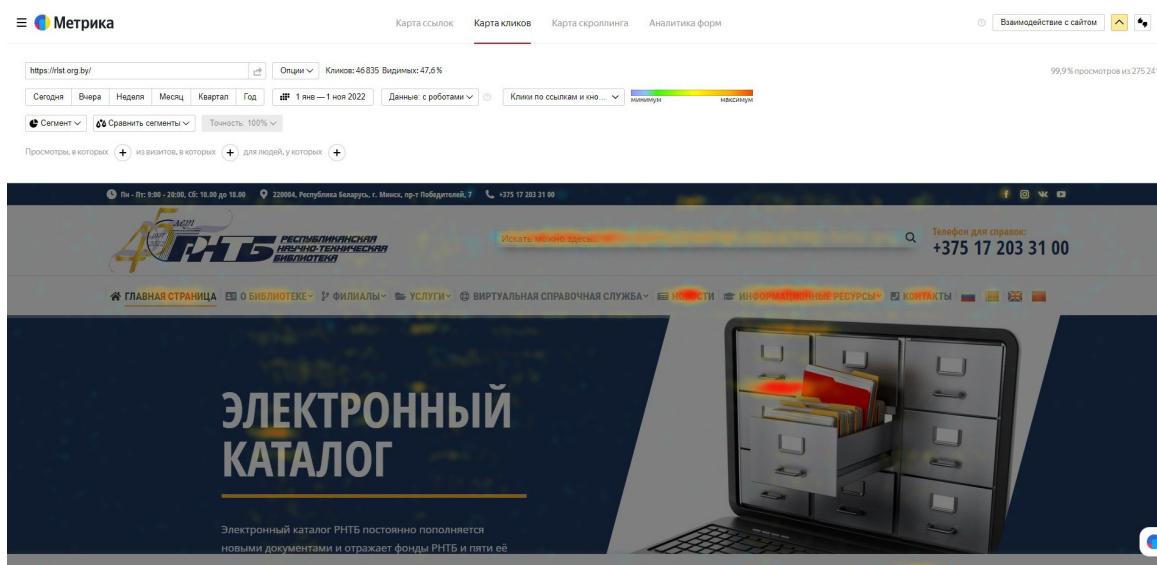 Метрика
Карта ссылок Карта кликов Карта скроллинга Аналитика форм
Взаимодействие с сайтом
https://rlst.org.by/
Опции
Кликов: 46 835 Видимых: 47,6 %
99,9 % просмотров из 275 24
Сегодня Вчера Неделя Месяц Квартал Год
1 янв — 1 ноя 2022
Данные: с роботами
Клики по ссылкам и кно...
минимум максимум
Сегмент
Сравнить сегменты
Точность: 100%
Просмотры, в которых + из визитов, в которых + для людей, у которых +
Пн - Пт: 9:00 - 20:00, Сб: 10.00 до 18.00 220004, Республика Беларусь, г. Минск, пр-т Победителей, 7 +375 17 203 31 00
45 лет
РНТБ
РЕСПУБЛИКАНСКАЯ
НАУЧНО-ТЕХНИЧЕСКАЯ
БИБЛИОТЕКА
Искать можно здесь...
Телефон для справок:
+375 17 203 31 00
ГЛАВНАЯ СТРАНИЦА О БИБЛИОТЕКЕ ФИЛИАЛЫ УСЛУГИ ВИРТУАЛЬНАЯ СПРАВОЧНАЯ СЛУЖБА НОВОСТИ ИНФОРМАЦИОННЫЕ РЕСУРСЫ КОНТАКТЫ
ЭЛЕКТРОННЫЙ
КАТАЛОГ
Электронный каталог РНТБ постоянно пополняется
новыми документами и отражает фонды РНТБ и пяти её